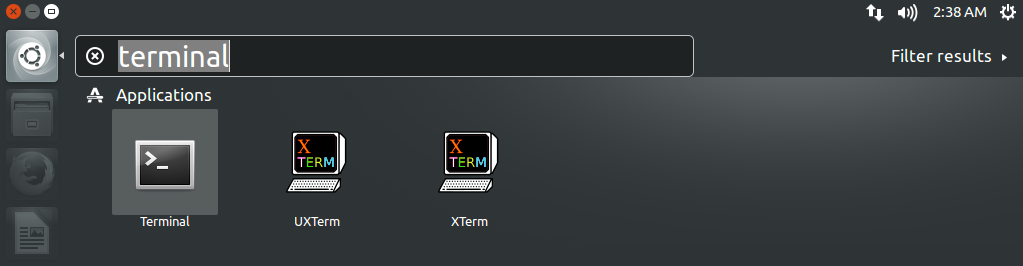 2:38 AM
terminal
Filter results
Applications
>_
X
TERM
X
TERM
Terminal
UXTerm
XTerm